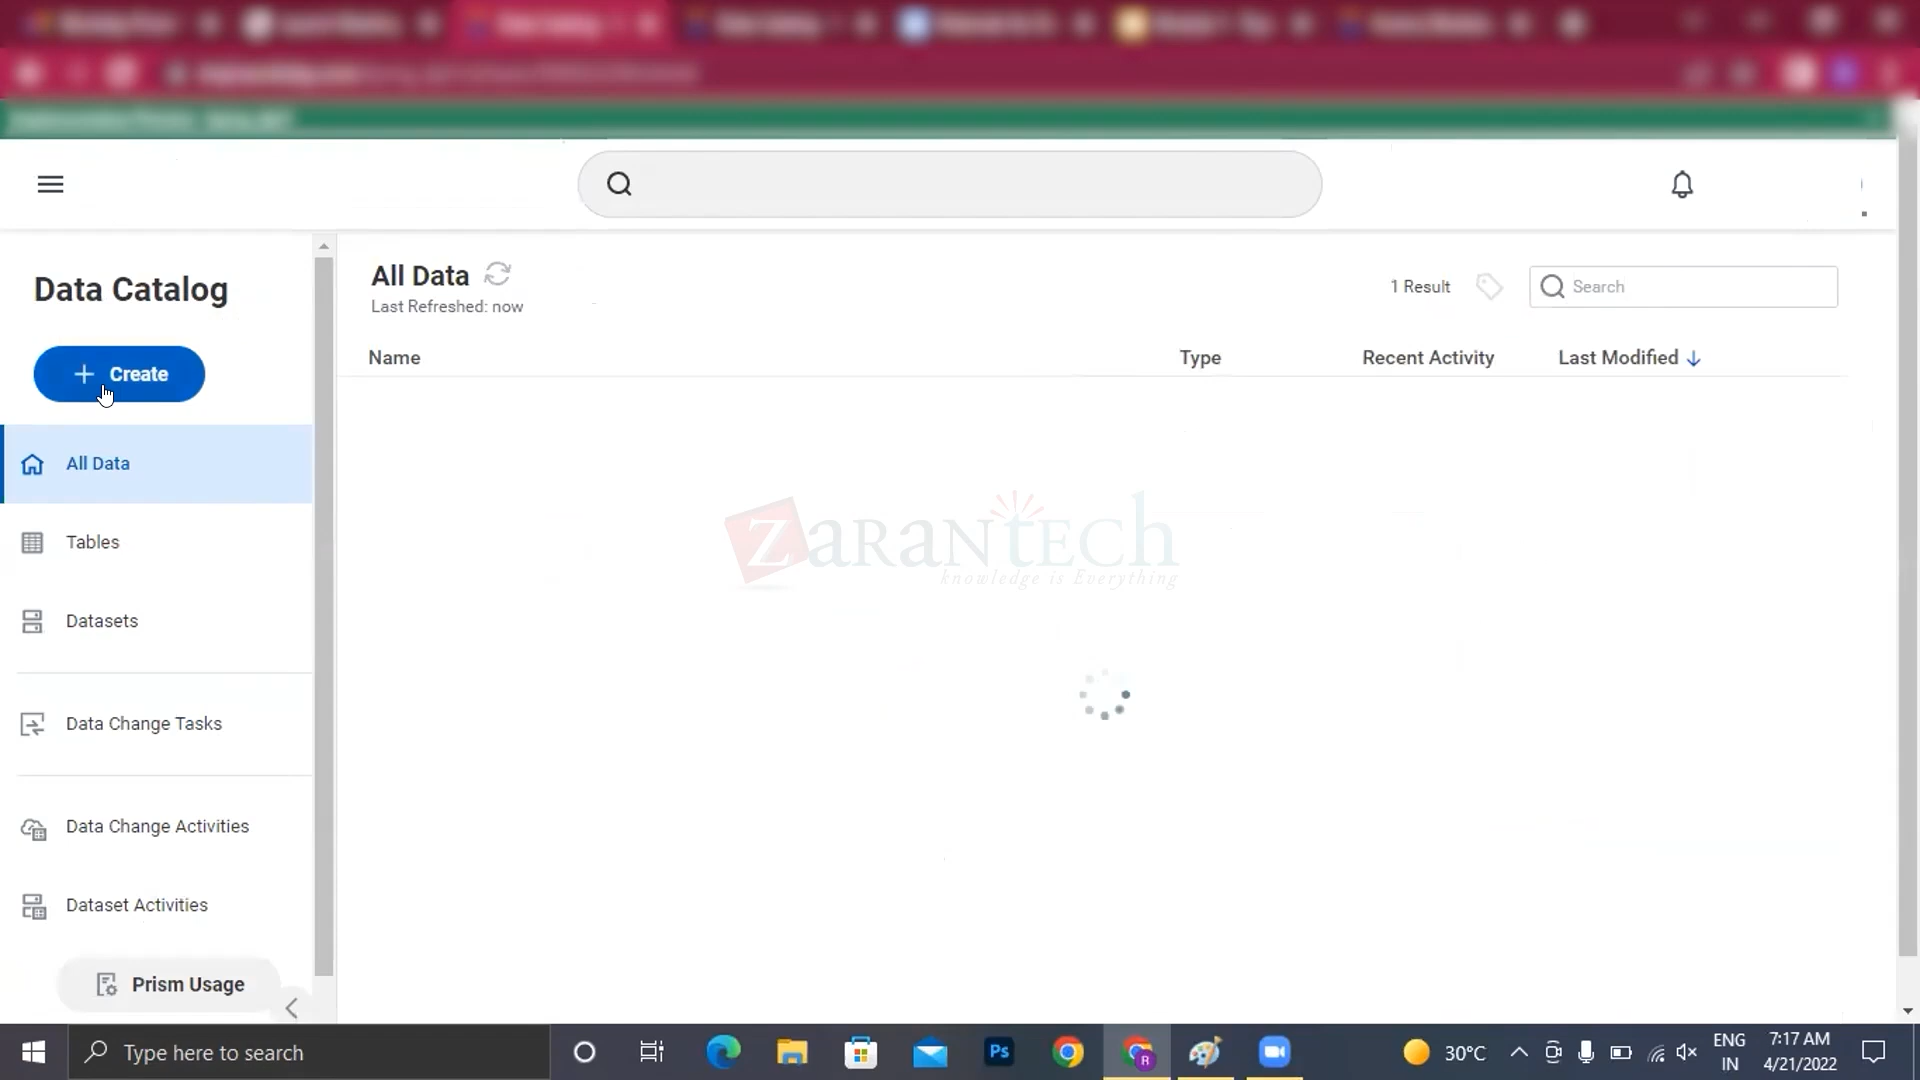 Data Catalog
Create
All Data
Tables
Datasets
Data Change Tasks
Data Change Activities
Dataset Activities
Prism Usage
All Data
Last Refreshed: now
1 Result
Search
Name Type Recent Activity Last Modified
ZARANTECH
knowledge is Everything
Type here to search
Ps
R
30°C
ENG
IN
7:17 AM
4/21/2022